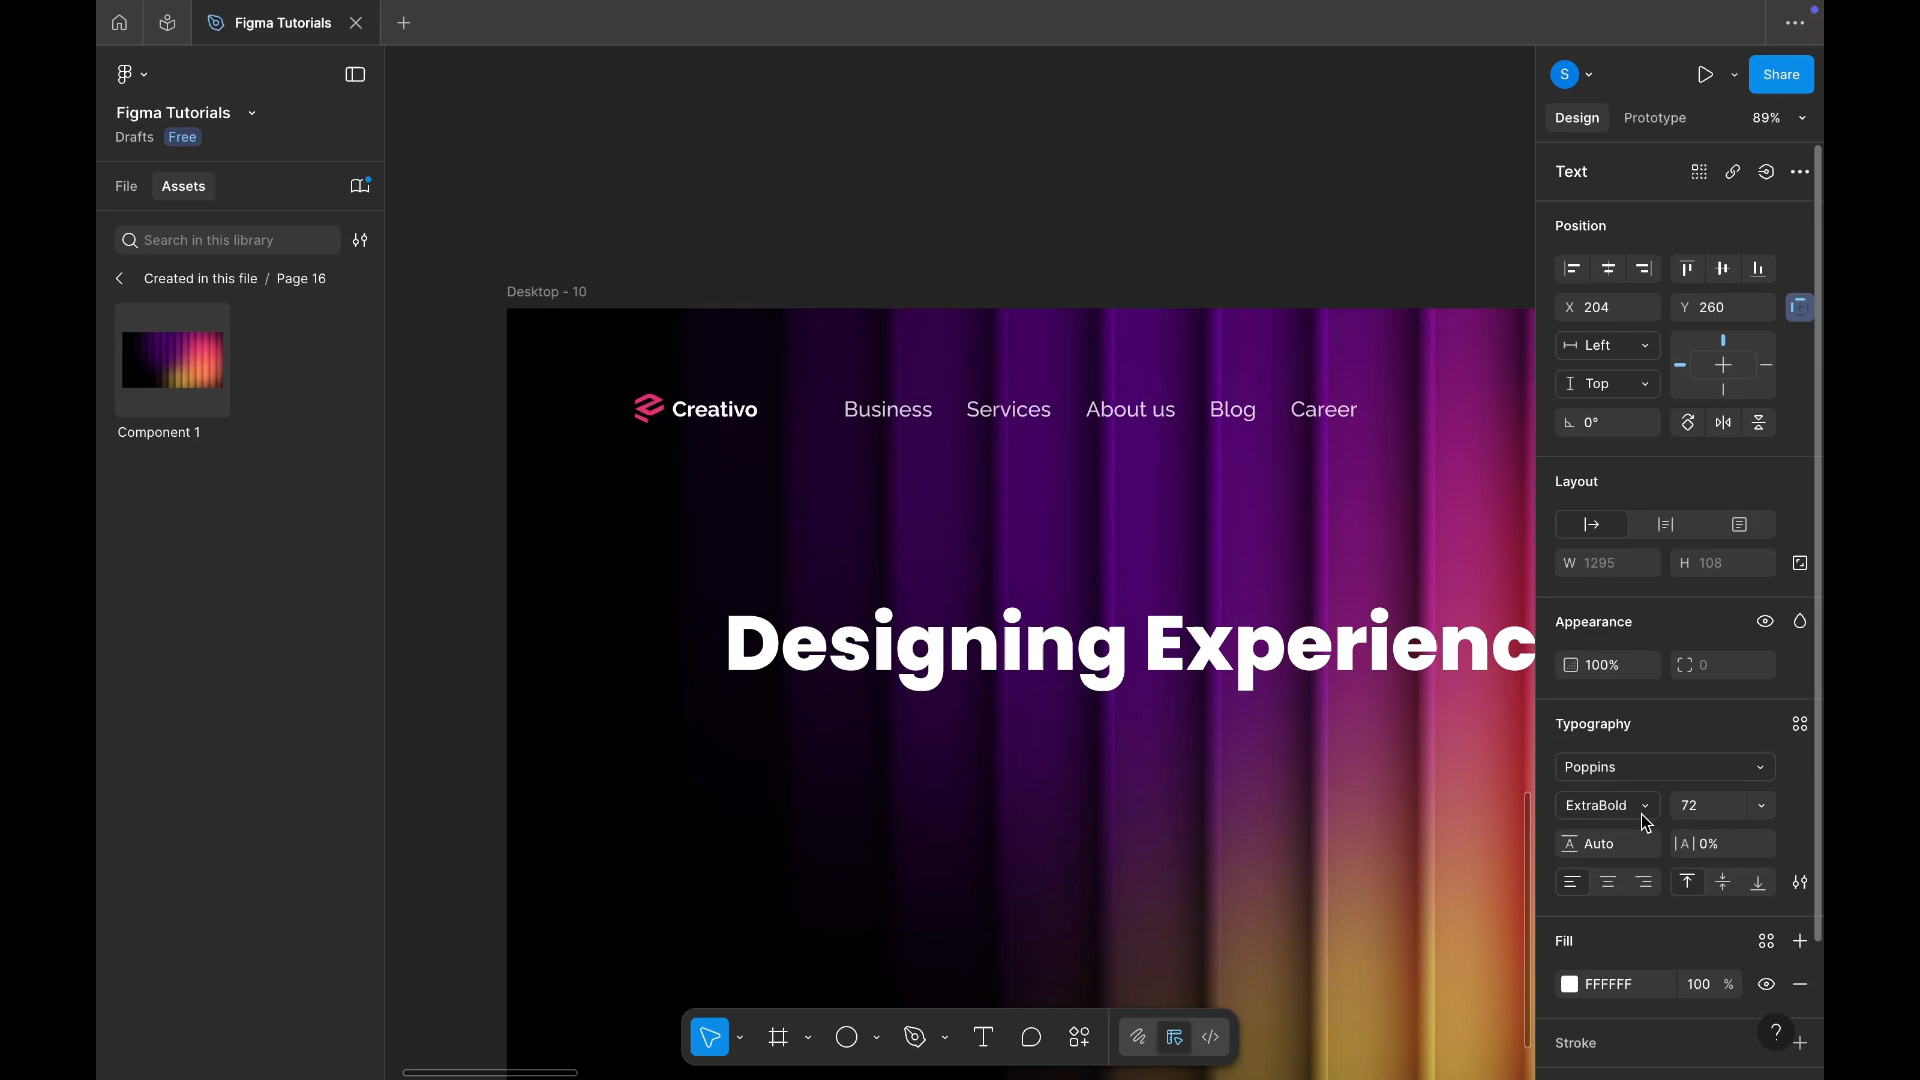 Figma Tutorials
Figma Tutorials
Drafts Free
File Assets
Search in this library
Created in this file / Page 16
Component 1
Desktop - 10
Creativo Business Services About us Blog Career
Designing Experienc
S Share
Design Prototype 89%
Text
Position
X 204 Y 260
Left
Top
0°
Layout
W 1295 H 108
Appearance
100% 0
Typography
Poppins
ExtraBold 72
A Auto |A| 0%
Fill
FFFFFF 100 %
Stroke
?